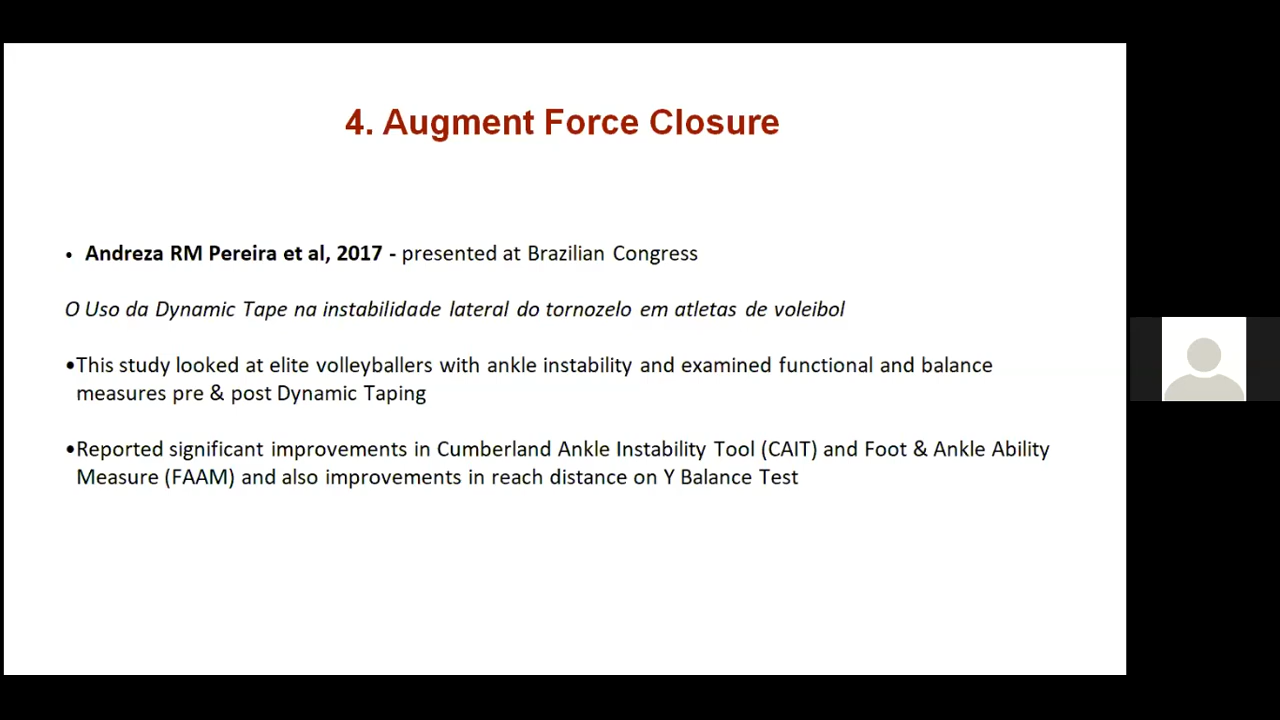 4. Augment Force Closure
• Andreza RM Pereira et al, 2017 - presented at Brazilian Congress
O Uso da Dynamic Tape na instabilidade lateral do tornozelo em atletas de voleibol
•This study looked at elite volleyballers with ankle instability and examined functional and balance
measures pre & post Dynamic Taping
•Reported significant improvements in Cumberland Ankle Instability Tool (CAIT) and Foot & Ankle Ability
Measure (FAAM) and also improvements in reach distance on Y Balance Test